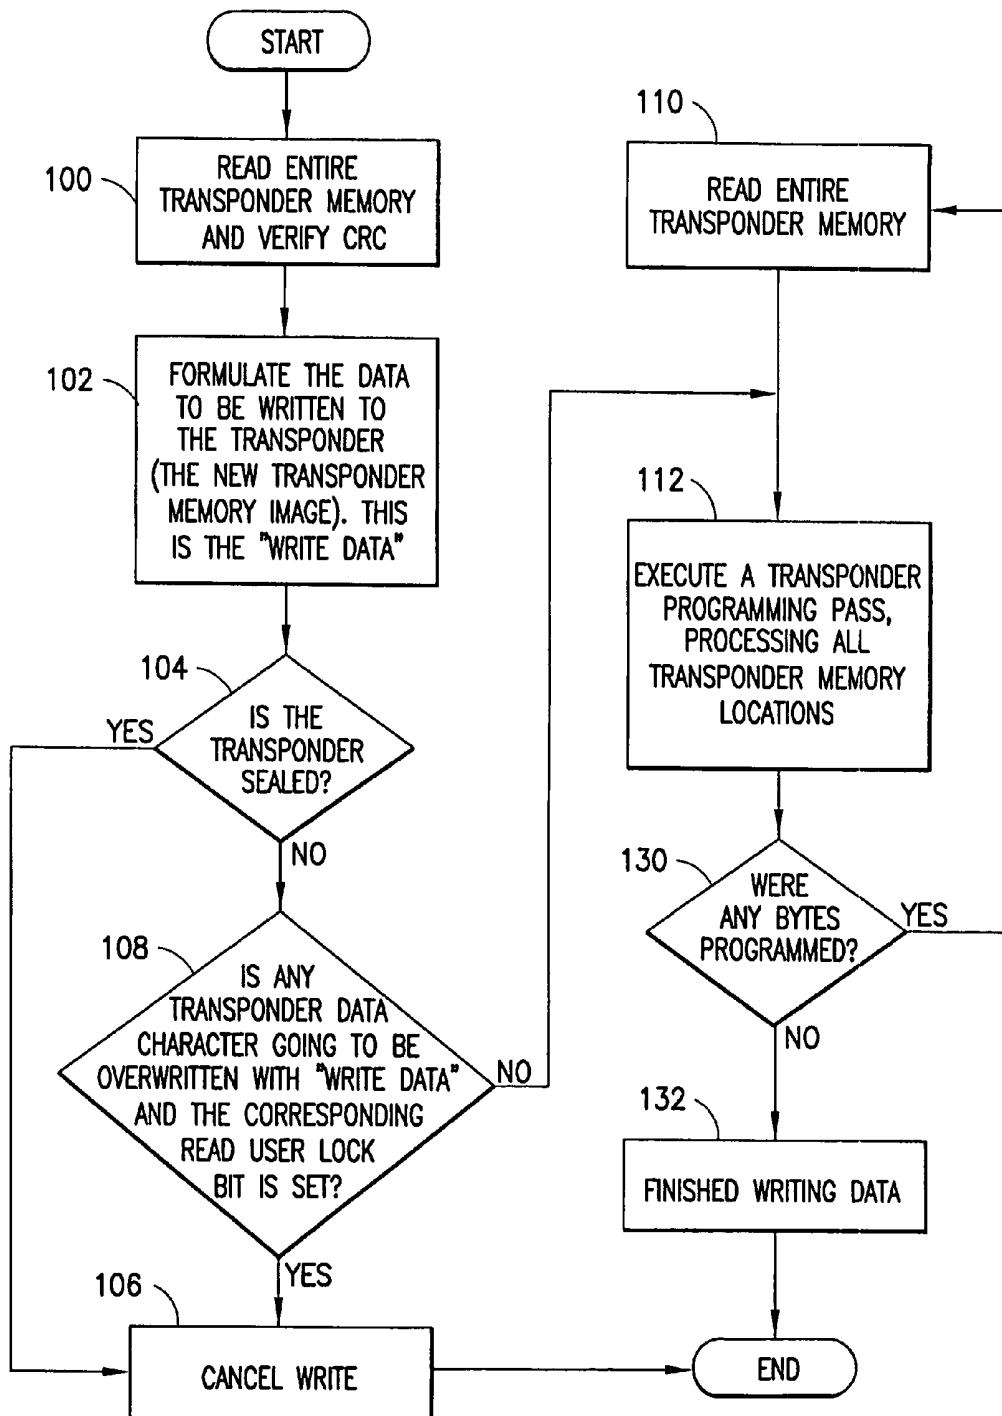 START
100
READ ENTIRE
TRANSPONDER MEMORY
AND VERIFY CRC
102
FORMULATE THE DATA
TO BE WRITTEN TO
THE TRANSPONDER
(THE NEW TRANSPONDER
MEMORY IMAGE). THIS
IS THE "WRITE DATA"
104
IS THE
TRANSPONDER
SEALED?
YES
NO
108
IS ANY
TRANSPONDER DATA
CHARACTER GOING TO BE
OVERWRITTEN WITH "WRITE DATA"
AND THE CORRESPONDING
READ USER LOCK
BIT IS SET?
NO
YES
106
CANCEL WRITE
110
READ ENTIRE
TRANSPONDER MEMORY
112
EXECUTE A TRANSPONDER
PROGRAMMING PASS,
PROCESSING ALL
TRANSPONDER MEMORY
LOCATIONS
130
WERE
ANY BYTES
PROGRAMMED?
YES
NO
132
FINISHED WRITING DATA
END